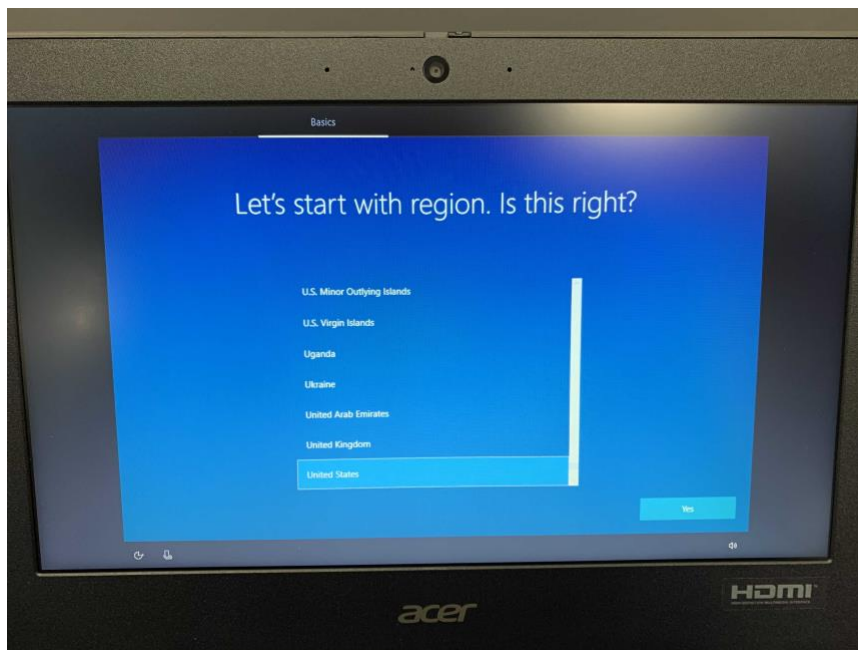 Basics
Let's start with region. Is this right?
U.S. Minor Outlying Islands
U.S. Virgin Islands
Uganda
Ukraine
United Arab Emirates
United Kingdom
United States
Yes
HDMI
acer